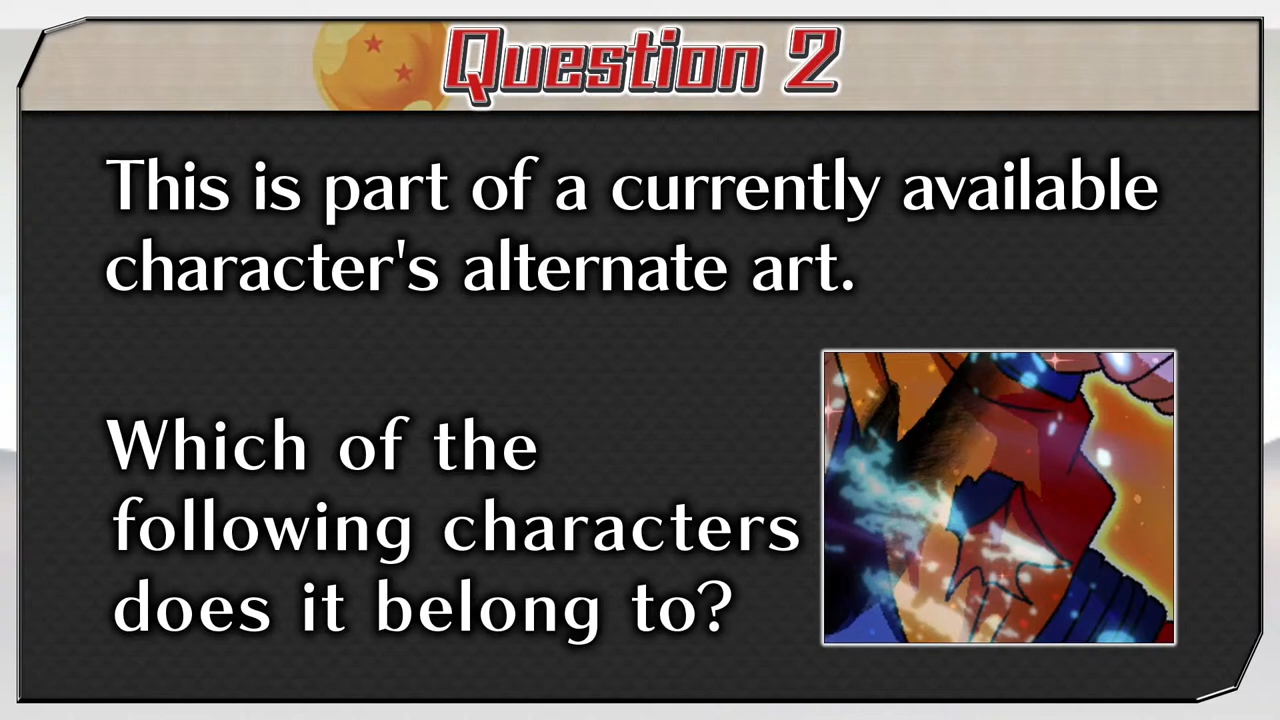 Question 2
This is part of a currently available
character's alternate art.
Which of the
following characters
does it belong to?